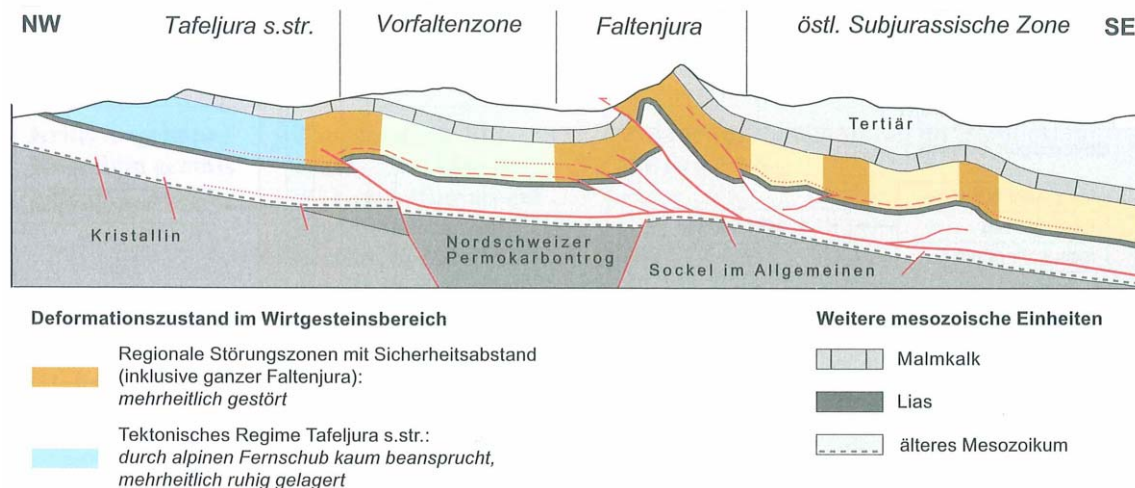 NW
Tafeljura s.str.
Vorfaltenzone
Faltenjura
östl. Subjurassische Zone
SE
Tertiär
Kristallin
Nordschweizer
Permokarbontrog
Sockel im Allgemeinen
Deformationszustand im Wirtgesteinsbereich
Regionale Störungszonen mit Sicherheitsabstand
(inklusive ganzer Faltenjura):
mehrheitlich gestört
Tektonisches Regime Tafeljura s.str.:
durch alpinen Fernschub kaum beansprucht,
mehrheitlich ruhig gelagert
Weitere mesozoische Einheiten
Malmkalk
Lias
älteres Mesozoikum